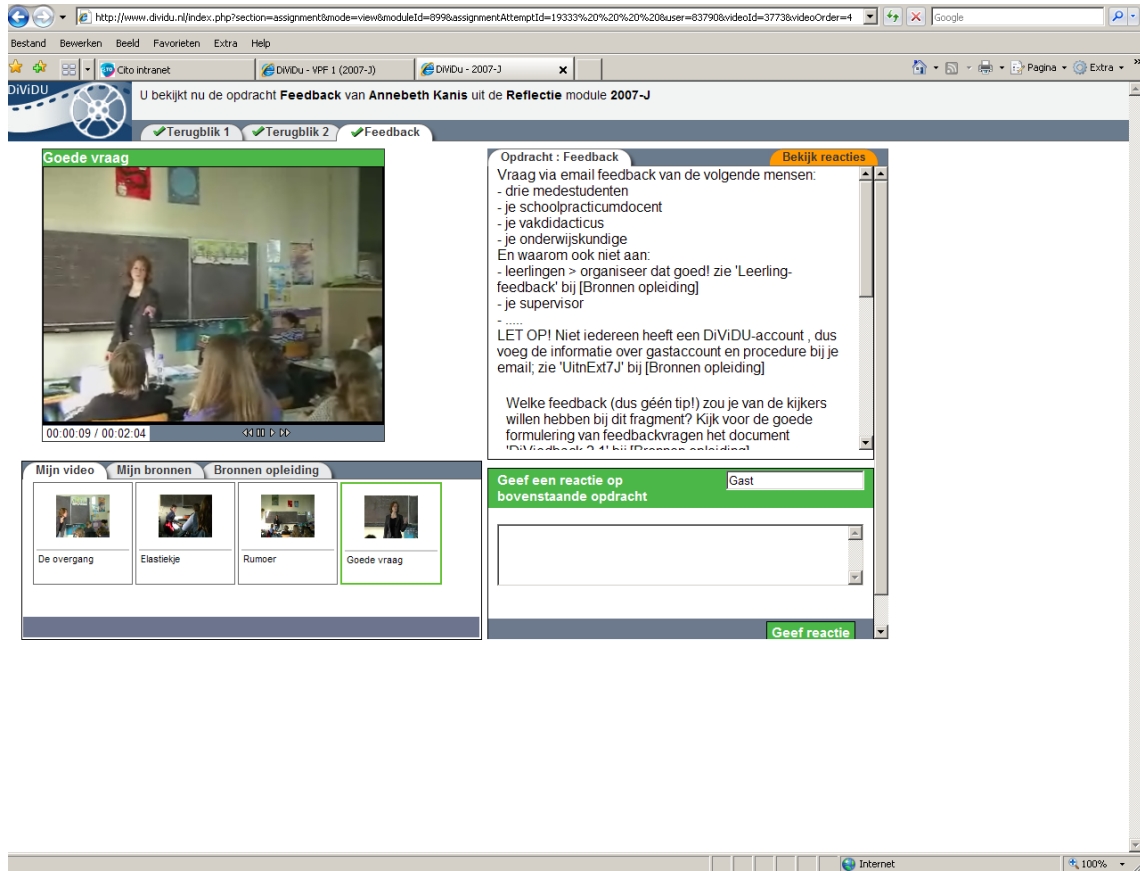 http://www.dividu.nl/index.php?section=assignment&mode=view&moduleId=899&assignmentAttemptId=19333%20%20%20%20&user=83790&videoId=3773&videoOrder=4
Google
Bestand Bewerken Beeld Favorieten Extra Help
Cito intranet
DiViDu - VPF 1 (2007-J)
DiViDu - 2007-J
Pagina
Extra
DiViDU
U bekijkt nu de opdracht Feedback van Annebeth Kanis uit de Reflectie module 2007-J
Terugblik 1
Terugblik 2
Feedback
Goede vraag
00:00:09 / 00:02:04
Mijn video
Mijn bronnen
Bronnen opleiding
De overgang
Elastiekje
Rumoer
Goede vraag
Opdracht : Feedback
Bekijk reacties
Vraag via email feedback van de volgende mensen:
- drie medestudenten
- je schoolpracticumdocent
- je vakdidacticus
- je onderwijskundige
En waarom ook niet aan:
- leerlingen > organiseer dat goed! zie 'Leerling-
feedback' bij [Bronnen opleiding]
- je supervisor
- .....
LET OP! Niet iedereen heeft een DiViDU-account , dus
voeg de informatie over gastaccount en procedure bij je
email; zie 'UitnExt7J' bij [Bronnen opleiding]
Welke feedback (dus géén tip!) zou je van de kijkers
willen hebben bij dit fragment? Kijk voor de goede
formulering van feedbackvragen het document
'DiViedback 2.1' bij [Bronnen opleiding]
Geef een reactie op
bovenstaande opdracht
Gast
Geef reactie
Internet
100%